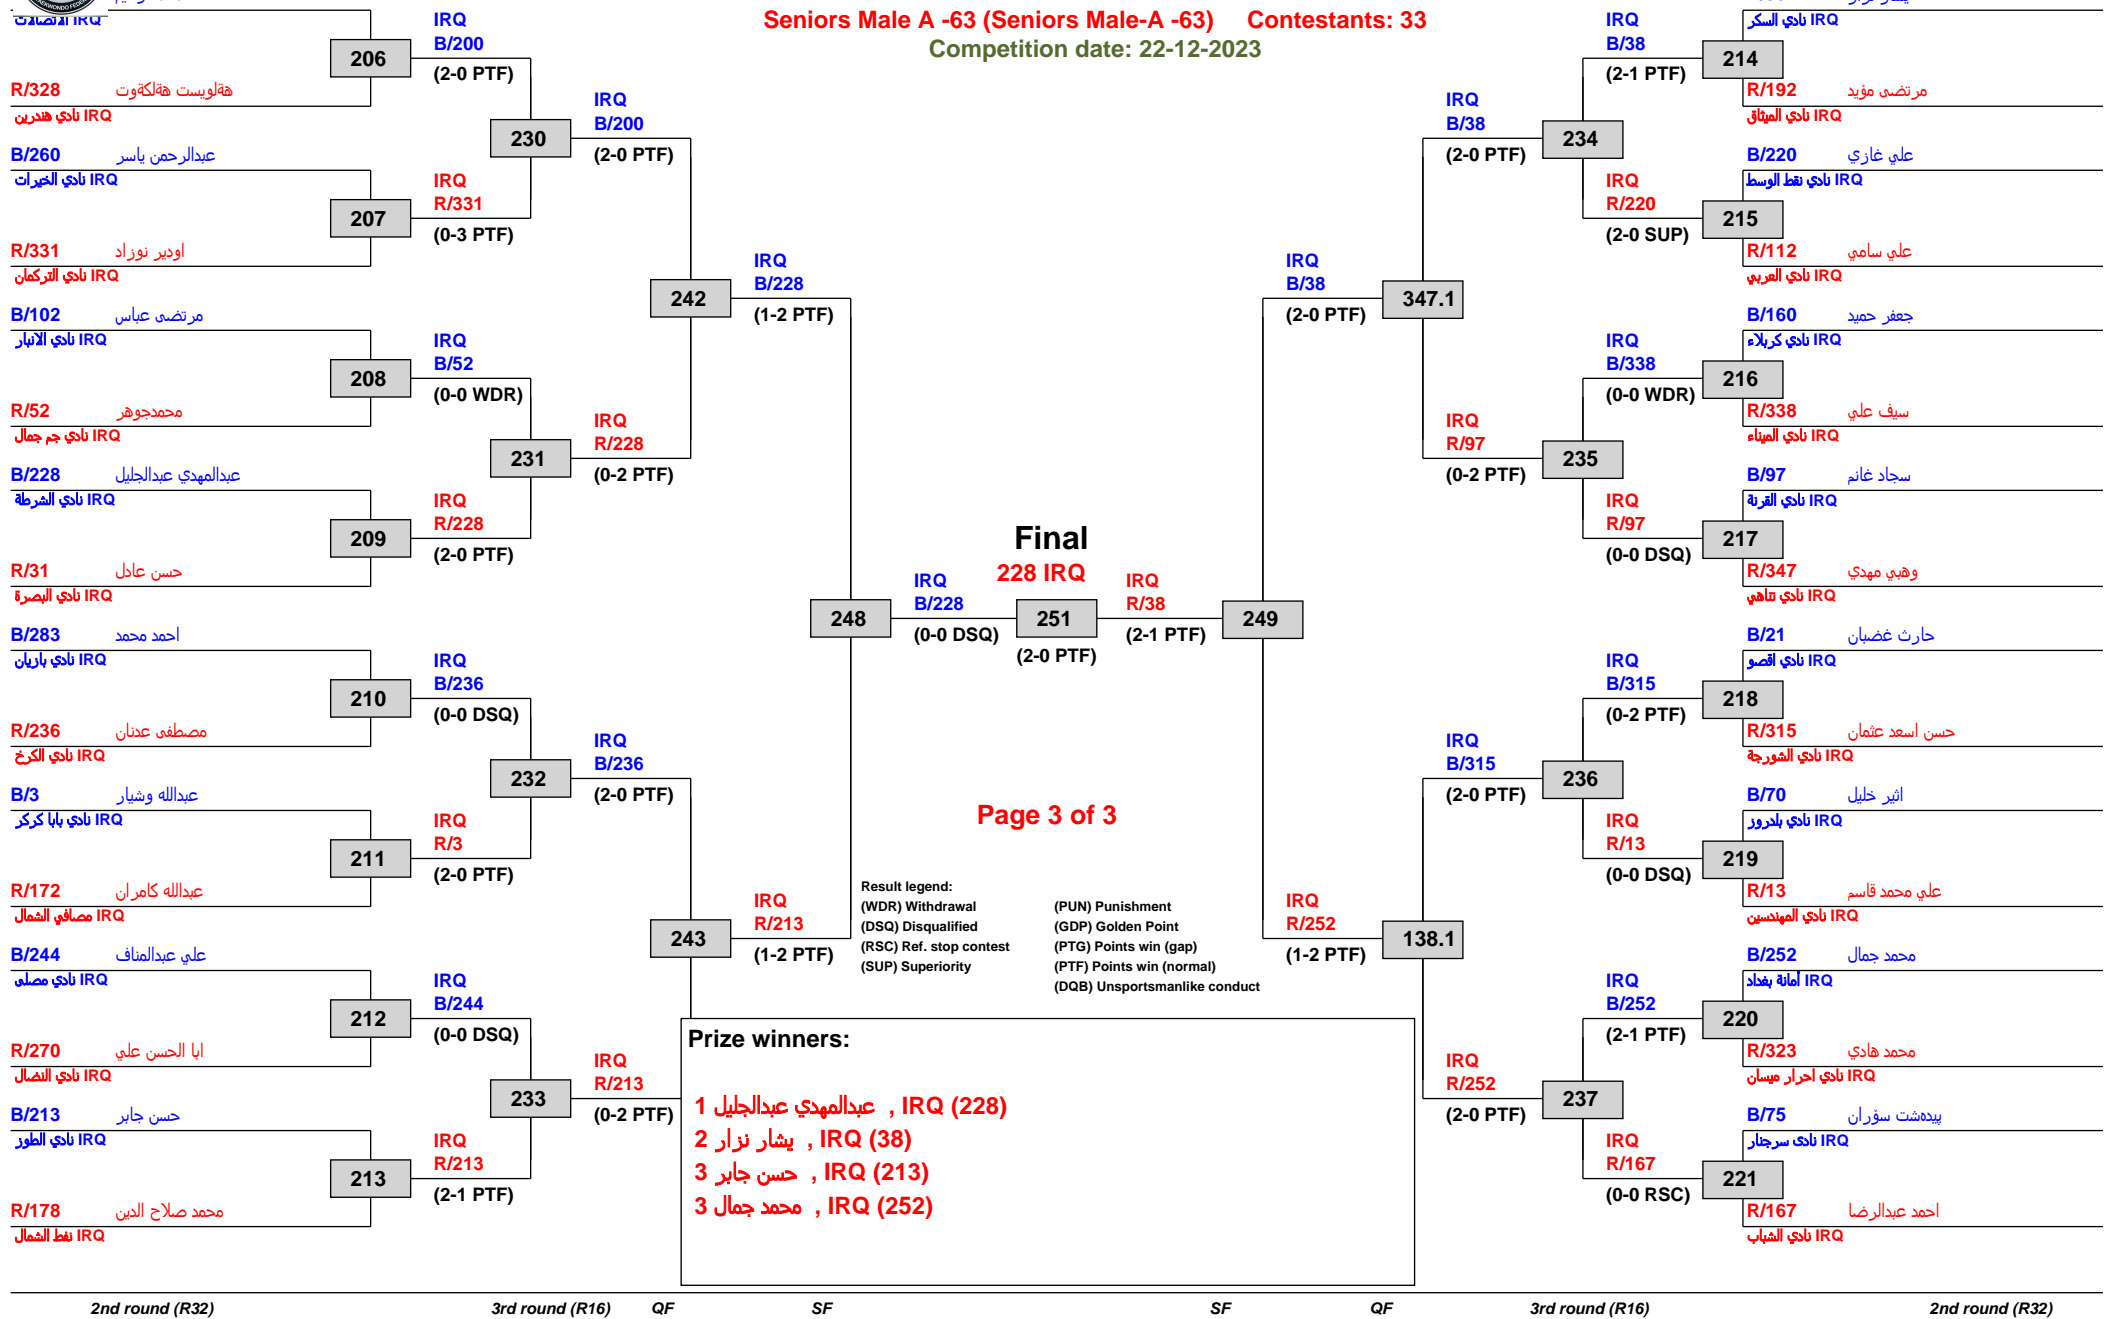 TAEKWONDO FEDER
IRQ الاتصالات
Seniors Male A -63 (Seniors Male-A -63) Contestants: 33
Competition date: 22-12-2023
206
IRQ
B/200
(2-0 PTF)
R/328 هةلويست هةلكةوت
IRQ نادي هندرين
B/260 عبدالرحمن ياسر
IRQ نادي الخيرات
207
IRQ
R/331
(0-3 PTF)
R/331 اودير نوزاد
IRQ نادي التركمان
230
IRQ
B/200
(2-0 PTF)
B/102 مرتضى عباس
IRQ نادي الانبار
208
IRQ
B/52
(0-0 WDR)
R/52 محمدجوهر
IRQ نادي جم جمال
B/228 عبدالمهدي عبدالجليل
IRQ نادي الشرطة
209
IRQ
R/228
(2-0 PTF)
R/31 حسن عادل
IRQ نادي البصرة
231
IRQ
R/228
(0-2 PTF)
242
IRQ
B/228
(1-2 PTF)
B/283 احمد محمد
IRQ نادي بازيان
210
IRQ
B/236
(0-0 DSQ)
R/236 مصطفى عدنان
IRQ نادي الكرخ
B/3 عبدالله وشيار
IRQ نادي بابا كركر
211
IRQ
R/3
(2-0 PTF)
R/172 عبدالله كامران
IRQ مصافي الشمال
232
IRQ
B/236
(2-0 PTF)
B/244 علي عبدالمناف
IRQ نادي مصلى
212
IRQ
B/244
(0-0 DSQ)
R/270 ابا الحسن علي
IRQ نادي النضال
B/213 حسن جابر
IRQ نادي الطوز
213
IRQ
R/213
(2-1 PTF)
R/178 محمد صلاح الدين
IRQ نفط الشمال
233
IRQ
R/213
(0-2 PTF)
243
IRQ
R/213
(1-2 PTF)
248
IRQ
B/228
(0-0 DSQ)
Final
228 IRQ
251
(2-0 PTF)
IRQ
R/38
(2-1 PTF)
249
Page 3 of 3
Result legend:
(WDR) Withdrawal
(DSQ) Disqualified
(RSC) Ref. stop contest
(SUP) Superiority
(PUN) Punishment
(GDP) Golden Point
(PTG) Points win (gap)
(PTF) Points win (normal)
(DQB) Unsportsmanlike conduct
Prize winners:
1 عبدالمهدي عبدالجليل , IRQ (228)
2 يشار نزار , IRQ (38)
3 حسن جابر , IRQ (213)
3 محمد جمال , IRQ (252)
IRQ
B/38
(2-0 PTF)
347.1
IRQ
B/38
(2-0 PTF)
234
IRQ
B/38
(2-1 PTF)
214
IRQ نادي السكر
R/192 مرتضى مؤيد
IRQ نادي الميثاق
IRQ
R/220
(2-0 SUP)
215
B/220 علي غازي
IRQ نادي نفط الوسط
R/112 علي سامي
IRQ نادي العربي
IRQ
R/97
(0-2 PTF)
235
IRQ
B/338
(0-0 WDR)
216
B/160 جعفر حميد
IRQ نادي كربلاء
R/338 سيف علي
IRQ نادي الميناء
IRQ
R/97
(0-0 DSQ)
217
B/97 سجاد غانم
IRQ نادي القرنة
R/347 وهبي مهدي
IRQ نادي تناهي
IRQ
R/252
(1-2 PTF)
138.1
IRQ
B/315
(2-0 PTF)
236
IRQ
B/315
(0-2 PTF)
218
B/21 حارث غضبان
IRQ نادي اقصو
R/315 حسن اسعد عثمان
IRQ نادي الشورجة
IRQ
R/13
(0-0 DSQ)
219
B/70 اثير خليل
IRQ نادي بلدروز
R/13 علي محمد قاسم
IRQ نادي المهندسين
IRQ
R/252
(2-0 PTF)
237
IRQ
B/252
(2-1 PTF)
220
B/252 محمد جمال
IRQ أمانة بغداد
R/323 محمد هادي
IRQ نادي احرار ميسان
IRQ
R/167
(0-0 RSC)
221
B/75 پیدەشت سۆران
IRQ نادى سرجنار
R/167 احمد عبدالرضا
IRQ نادي الشباب
2nd round (R32) 3rd round (R16) QF SF SF QF 3rd round (R16) 2nd round (R32)